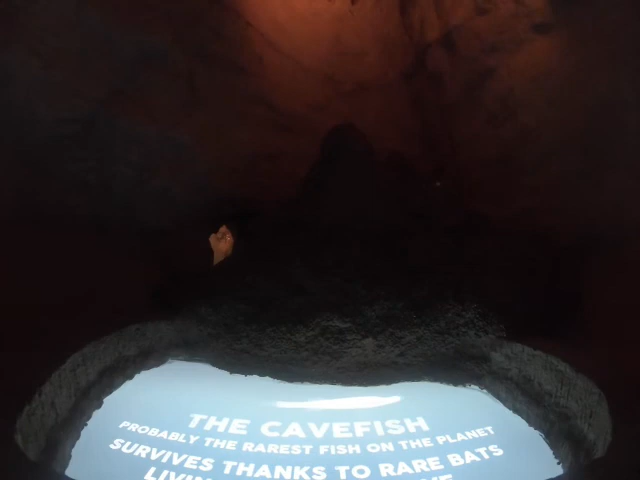 THE CAVEFISH
PROBABLY THE RAREST FISH ON THE PLANET
SURVIVES THANKS TO RARE BATS